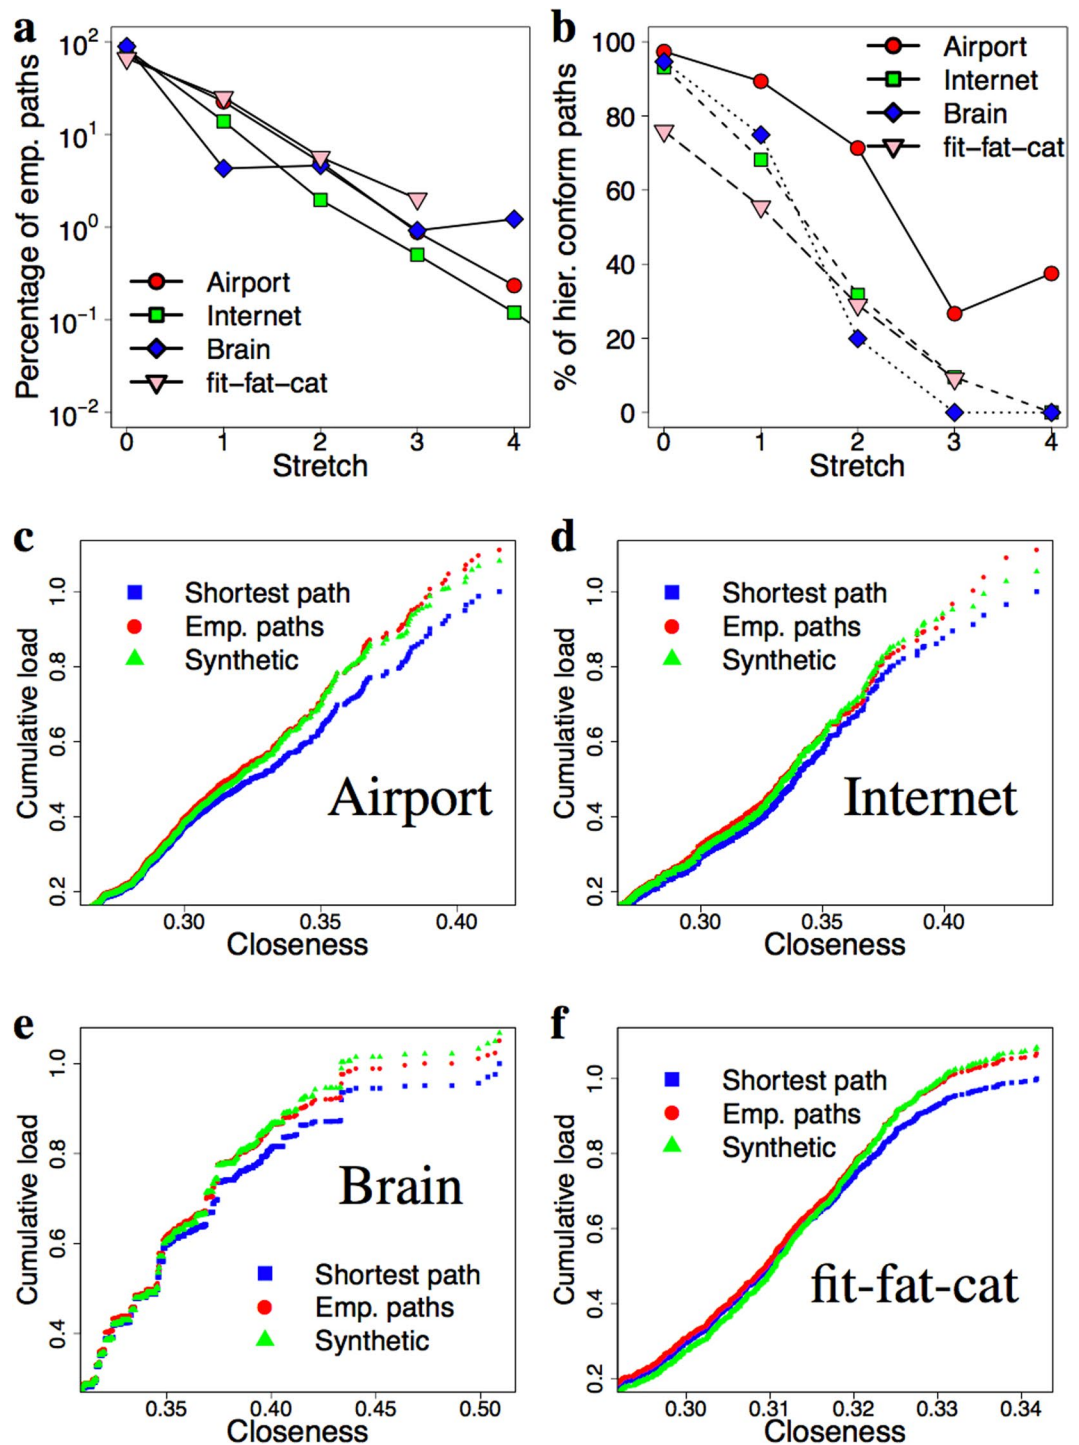 a
Percentage of emp. paths
10²
10¹
10⁰
10⁻¹
10⁻²
Airport
Internet
Brain
fit–fat–cat
0 1 2 3 4
Stretch
b
% of hier. conform paths
100
80
60
40
20
0
Airport
Internet
Brain
fit–fat–cat
0 1 2 3 4
Stretch
c
Cumulative load
1.0
0.8
0.6
0.4
0.2
Shortest path
Emp. paths
Synthetic
Airport
0.30 0.35 0.40
Closeness
d
Cumulative load
1.0
0.8
0.6
0.4
0.2
Shortest path
Emp. paths
Synthetic
Internet
0.30 0.35 0.40
Closeness
e
Cumulative load
1.0
0.8
0.6
0.4
Brain
Shortest path
Emp. paths
Synthetic
0.35 0.40 0.45 0.50
Closeness
f
Cumulative load
1.0
0.8
0.6
0.4
0.2
Shortest path
Emp. paths
Synthetic
fit-fat-cat
0.30 0.31 0.32 0.33 0.34
Closeness